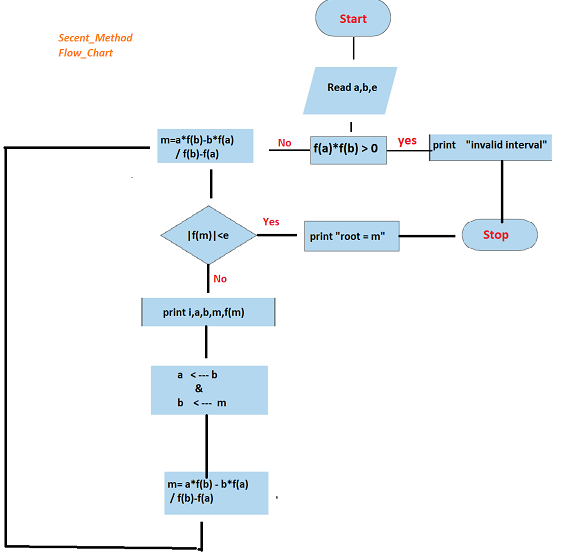 Secent_Method
Flow_Chart
Start
Read a,b,e
f(a)*f(b) > 0
yes
print "invalid interval"
No
m=a*f(b)-b*f(a)
/ f(b)-f(a)
|f(m)|<e
Yes
print "root = m"
Stop
No
print i,a,b,m,f(m)
a <--- b
&
b <--- m
m= a*f(b) - b*f(a)
/ f(b)-f(a)